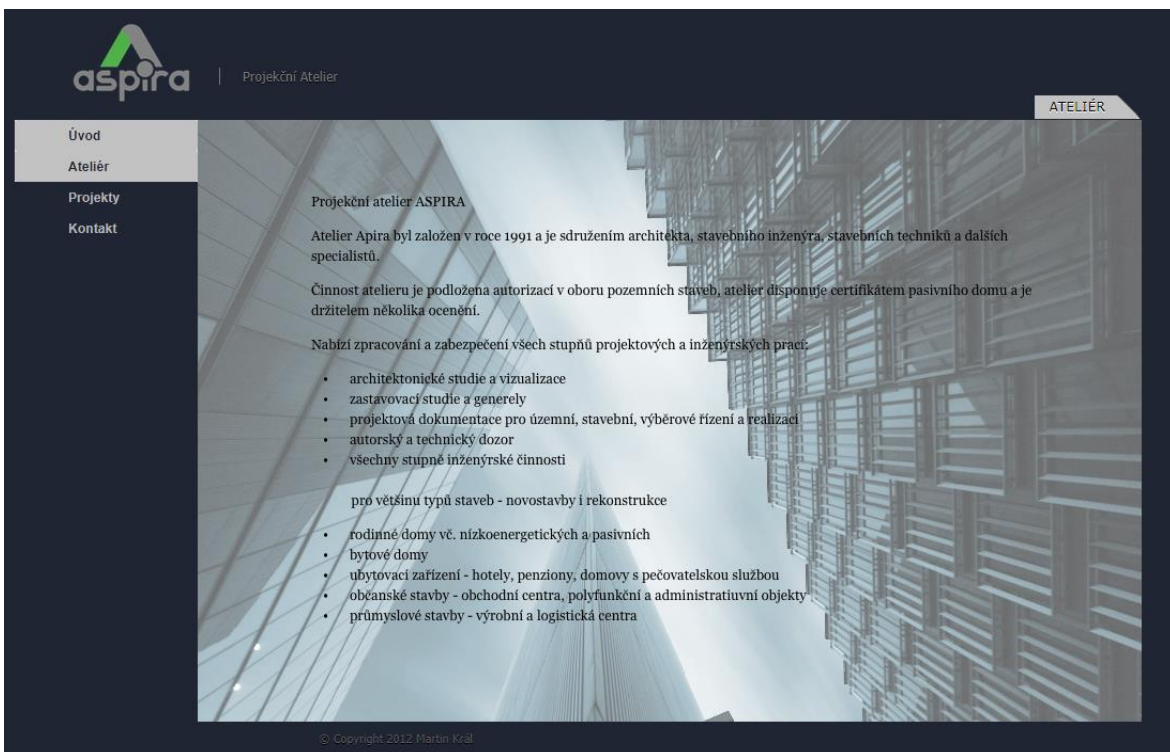 aspira
Projekční Atelier
ATELIÉR
Úvod
Ateliér
Projekty
Kontakt
Projekční atelier ASPIRA
Atelier Apira byl založen v roce 1991 a je sdružením architekta, stavebního inženýra, stavebních techniků a dalších
specialistů.
Činnost atelieru je podložena autorizací v oboru pozemních staveb, atelier disponuje certifikátem pasivního domu a je
držitelem několika ocenění.
Nabízí zpracování a zabezpečení všech stupňů projektových a inženýrských prací:
• architektonické studie a vizualizace
• zastavovací studie a generely
• projektová dokumentace pro územní, stavební, výběrové řízení a realizaci
• autorský a technický dozor
• všechny stupně inženýrské činnosti
pro většinu typů staveb - novostavby i rekonstrukce
• rodinné domy vč. nízkoenergetických a pasivních
• bytové domy
• ubytovací zařízení - hotely, penziony, domovy s pečovatelskou službou
• občanské stavby - obchodní centra, polyfunkční a administratiuvní objekty
• průmyslové stavby - výrobní a logistická centra
© Copyright 2012 Martin Král